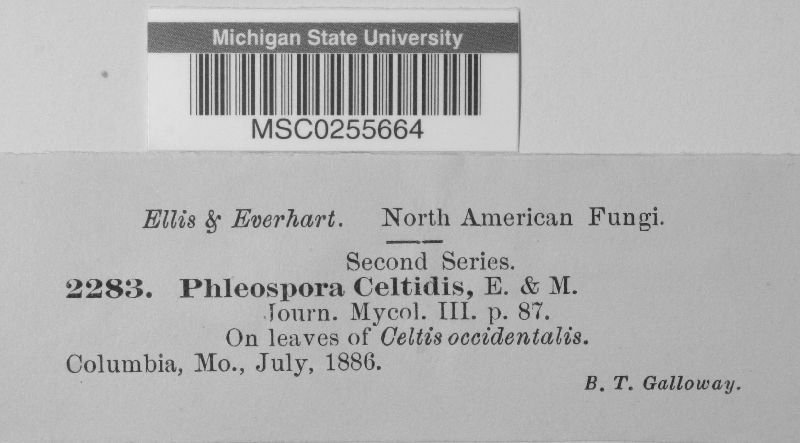 Michigan State University
MSC0255664
Ellis & Everhart. North American Fungi.
Second Series.
2283. Phleospora Celtidis, E. & M.
Journ. Mycol. III. p. 87.
On leaves of Celtis occidentalis.
Columbia, Mo., July, 1886.
B. T. Galloway.